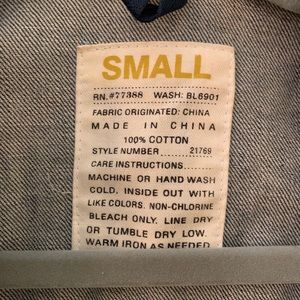 SMALL
RN. #77388 WASH: BL6901
FABRIC ORIGINATED: CHINA
MADE IN CHINA
100% COTTON
STYLE NUMBER 21769
CARE INSTRUCTIONS.......
MACHINE OR HAND WASH
COLD, INSIDE OUT WITH
LIKE COLORS. NON-CHLORINE
BLEACH ONLY. LINE DRY
OR TUMBLE DRY LOW.
WARM IRON AS NEEDED